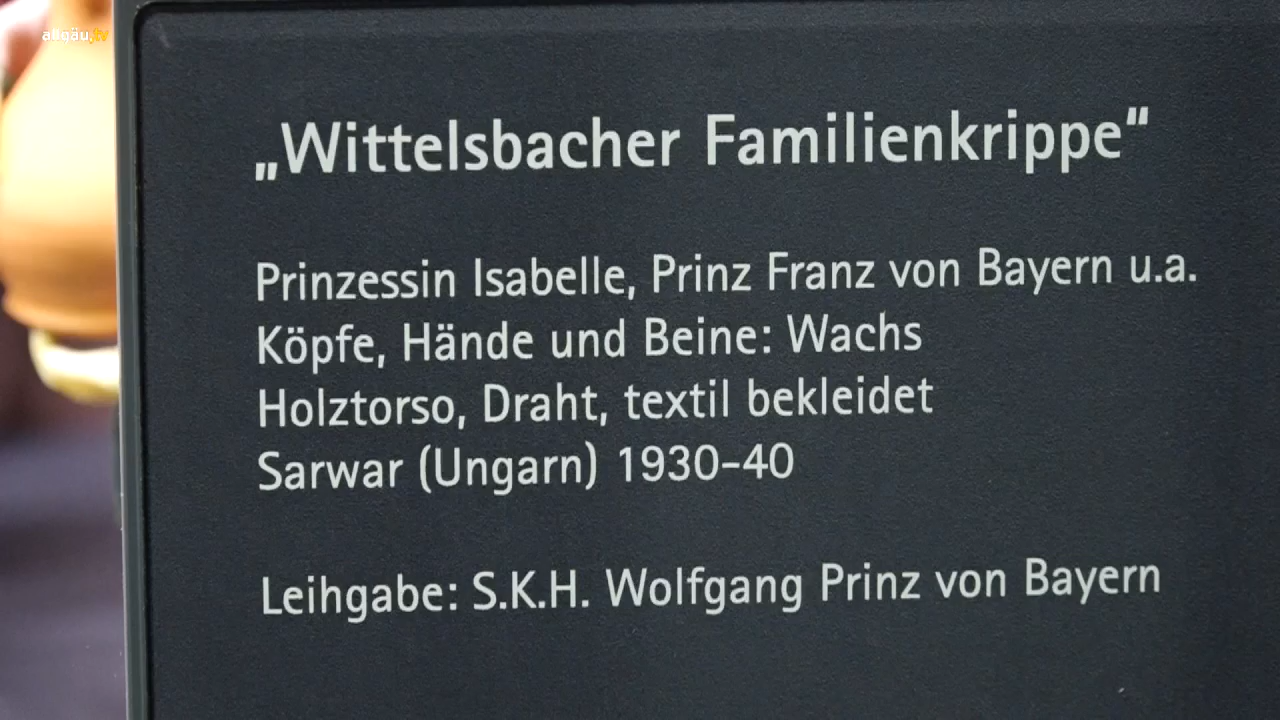 allgäu.tv
„Wittelsbacher Familienkrippe“
Prinzessin Isabelle, Prinz Franz von Bayern u.a.
Köpfe, Hände und Beine: Wachs
Holztorso, Draht, textil bekleidet
Sarwar (Ungarn) 1930-40
Leihgabe: S.K.H. Wolfgang Prinz von Bayern